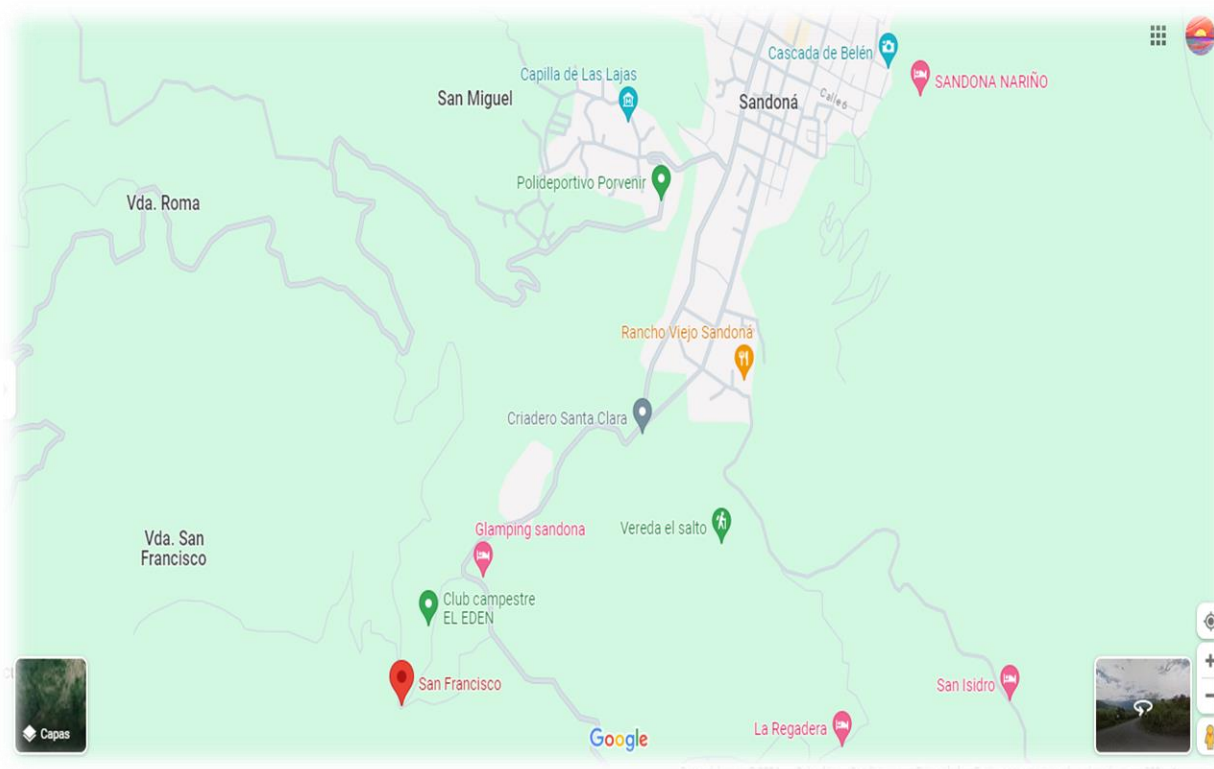 Cascada de Belén
SANDONA NARIÑO
Capilla de Las Lajas
San Miguel
Sandoná
Calle 6
Polideportivo Porvenir
Vda. Roma
Rancho Viejo Sandoná
Criadero Santa Clara
Vereda el salto
Glamping sandona
Vda. San
Francisco
Club campestre
EL EDEN
San Francisco
San Isidro
La Regadera
Capas
Google